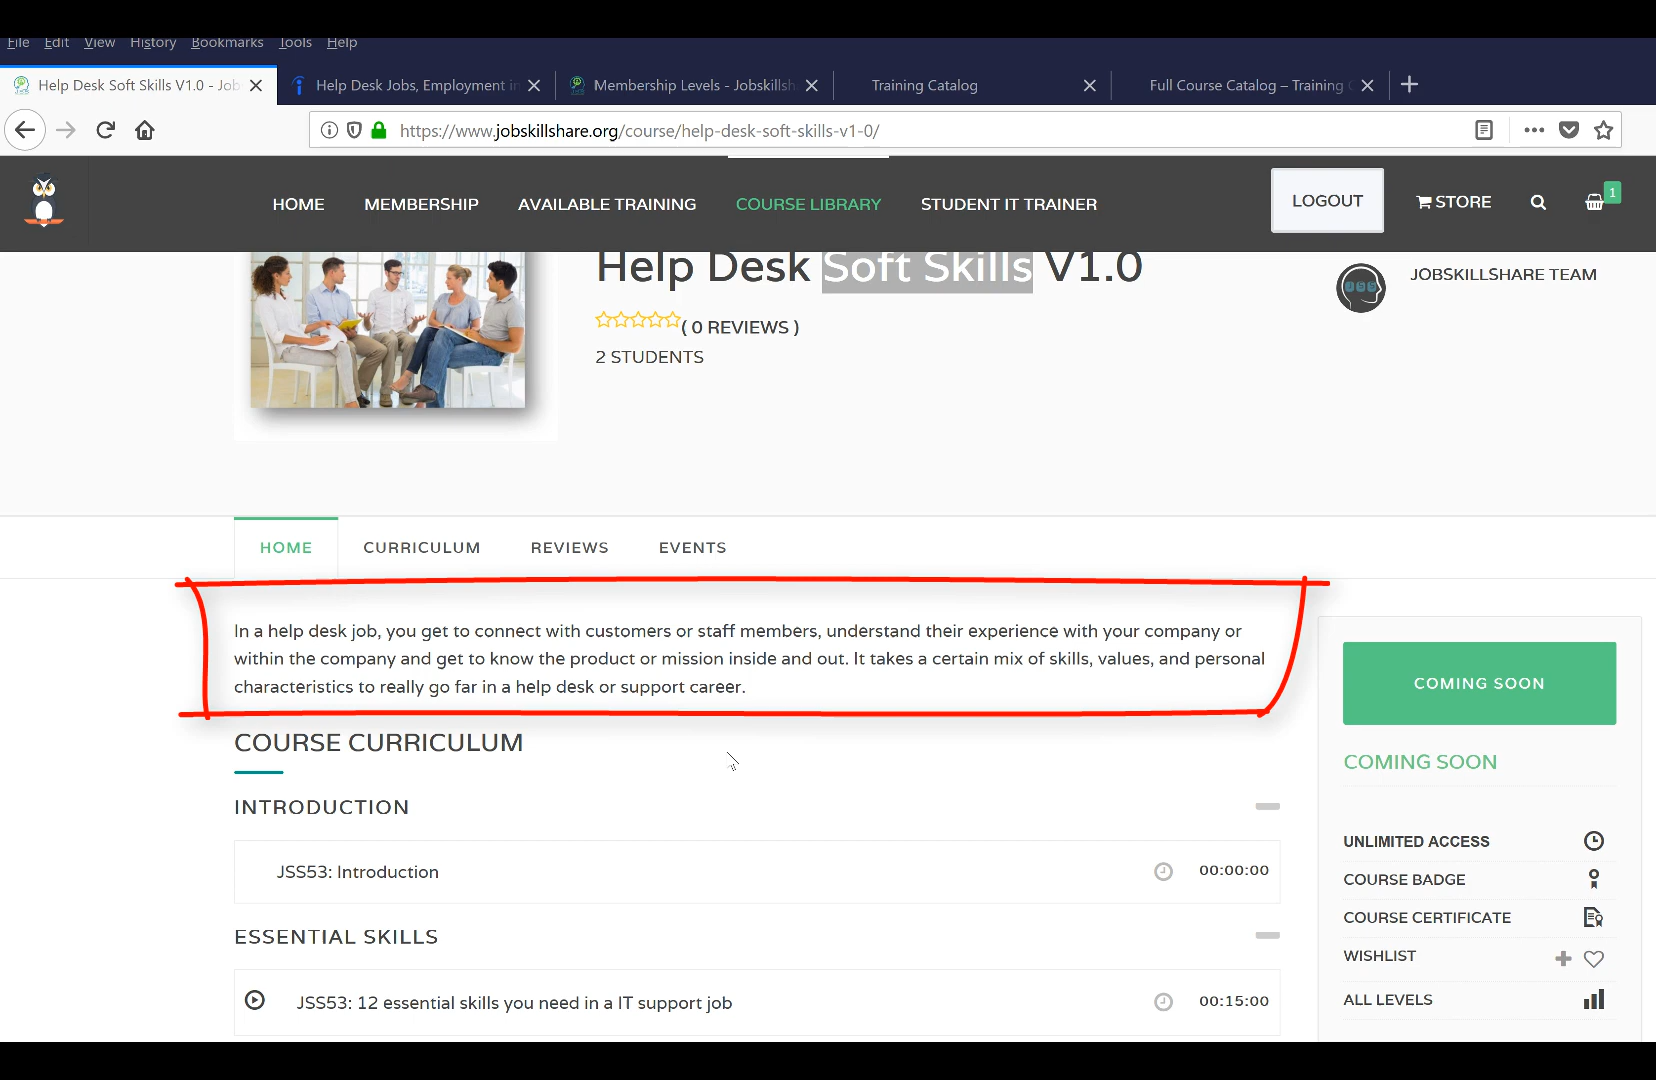 File Edit View History Bookmarks Tools Help
Help Desk Soft Skills V1.0 - Job
Help Desk Jobs, Employment in
Membership Levels - Jobskillsh
Training Catalog
Full Course Catalog – Training C
https://www.jobskillshare.org/course/help-desk-soft-skills-v1-0/
HOME MEMBERSHIP AVAILABLE TRAINING COURSE LIBRARY STUDENT IT TRAINER
LOGOUT
STORE
1
Help Desk Soft Skills V1.0
( 0 REVIEWS )
2 STUDENTS
JSS
JOBSKILLSHARE TEAM
HOME CURRICULUM REVIEWS EVENTS
In a help desk job, you get to connect with customers or staff members, understand their experience with your company or
within the company and get to know the product or mission inside and out. It takes a certain mix of skills, values, and personal
characteristics to really go far in a help desk or support career.
COURSE CURRICULUM
INTRODUCTION
JSS53: Introduction 00:00:00
ESSENTIAL SKILLS
JSS53: 12 essential skills you need in a IT support job 00:15:00
COMING SOON
COMING SOON
UNLIMITED ACCESS
COURSE BADGE
COURSE CERTIFICATE
WISHLIST
ALL LEVELS